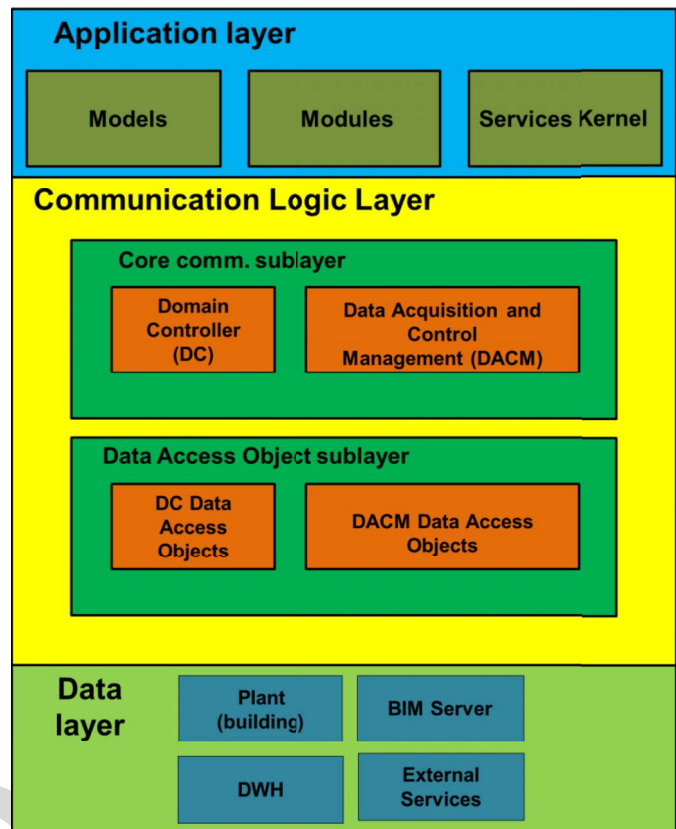 Application layer
Models
Modules
Services Kernel
Communication Logic Layer
Core comm. sublayer
Domain
Controller
(DC)
Data Acquisition and
Control
Management (DACM)
Data Access Object sublayer
DC Data
Access
Objects
DACM Data Access
Objects
Data
layer
Plant
(building)
BIM Server
DWH
External
Services